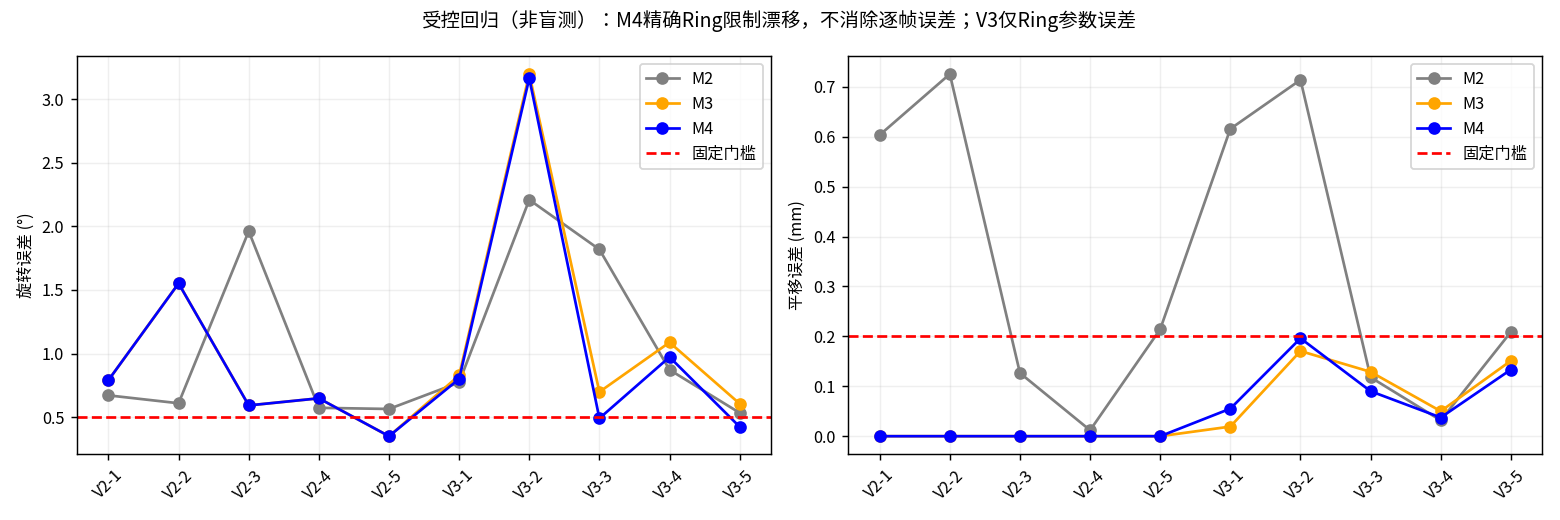 受控回归（非盲测）：M4精确Ring限制漂移，不消除逐帧误差；V3仅Ring参数误差
旋转误差 (°)
3.0
2.5
2.0
1.5
1.0
0.5
M2
M3
M4
固定门槛
V2-1 V2-2 V2-3 V2-4 V2-5 V3-1 V3-2 V3-3 V3-4 V3-5
平移误差 (mm)
0.7
0.6
0.5
0.4
0.3
0.2
0.1
0.0
M2
M3
M4
固定门槛
V2-1 V2-2 V2-3 V2-4 V2-5 V3-1 V3-2 V3-3 V3-4 V3-5